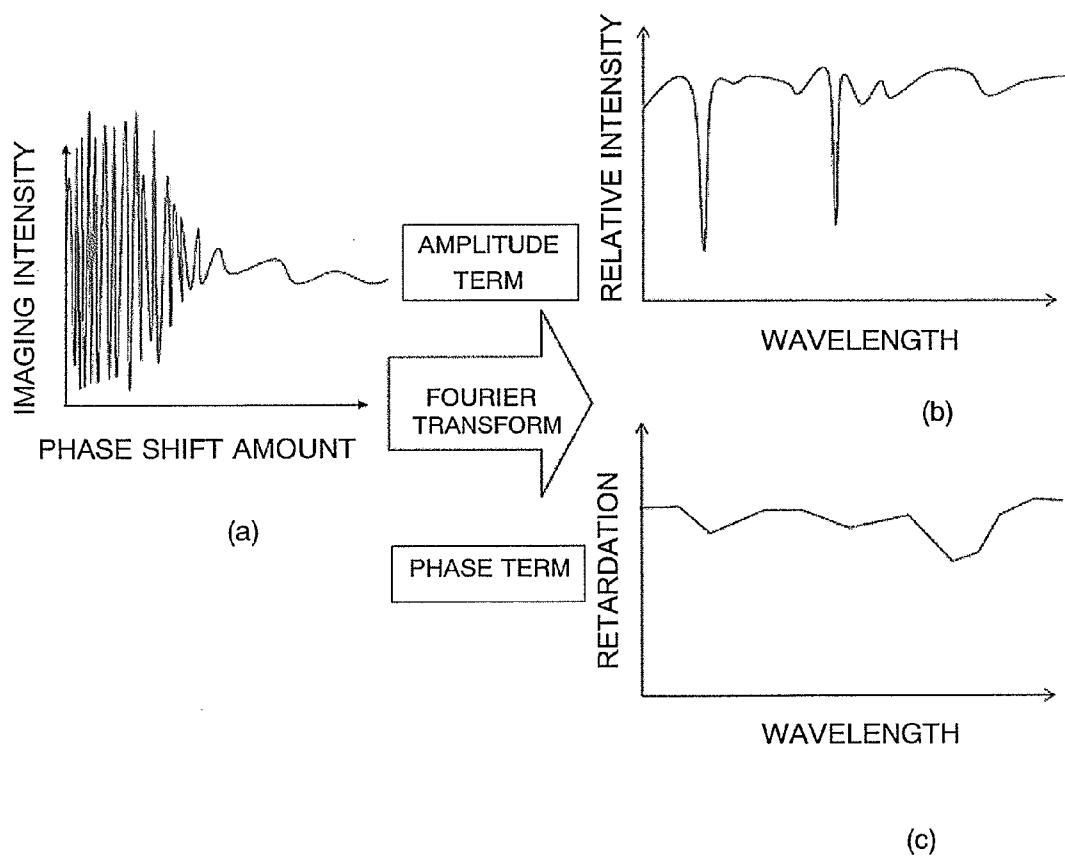 IMAGING INTENSITY
PHASE SHIFT AMOUNT
(a)
AMPLITUDE
TERM
FOURIER
TRANSFORM
PHASE TERM
RELATIVE INTENSITY
WAVELENGTH
(b)
RETARDATION
WAVELENGTH
(c)